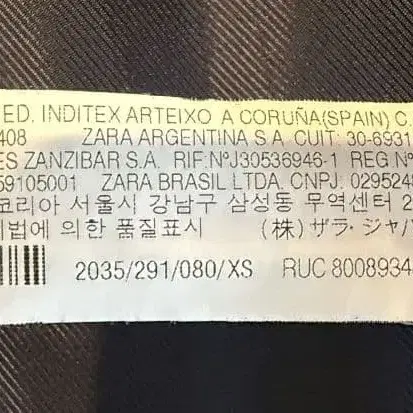 ED. INDITEX ARTEIXO A CORUÑA(SPAIN) C.
408 ZARA ARGENTINA S.A. CUIT: 30-6931
ES ZANZIBAR S.A. RIF:NºJ30536946-1 REG Nº
59105001 ZARA BRASIL LTDA. CNPJ: 0295248
코리아 서울시 강남구 삼성동 무역센터 2
법에 의한 품질표시 (株) ザラ・ジャパ
2035/291/080/XS RUC 8008934